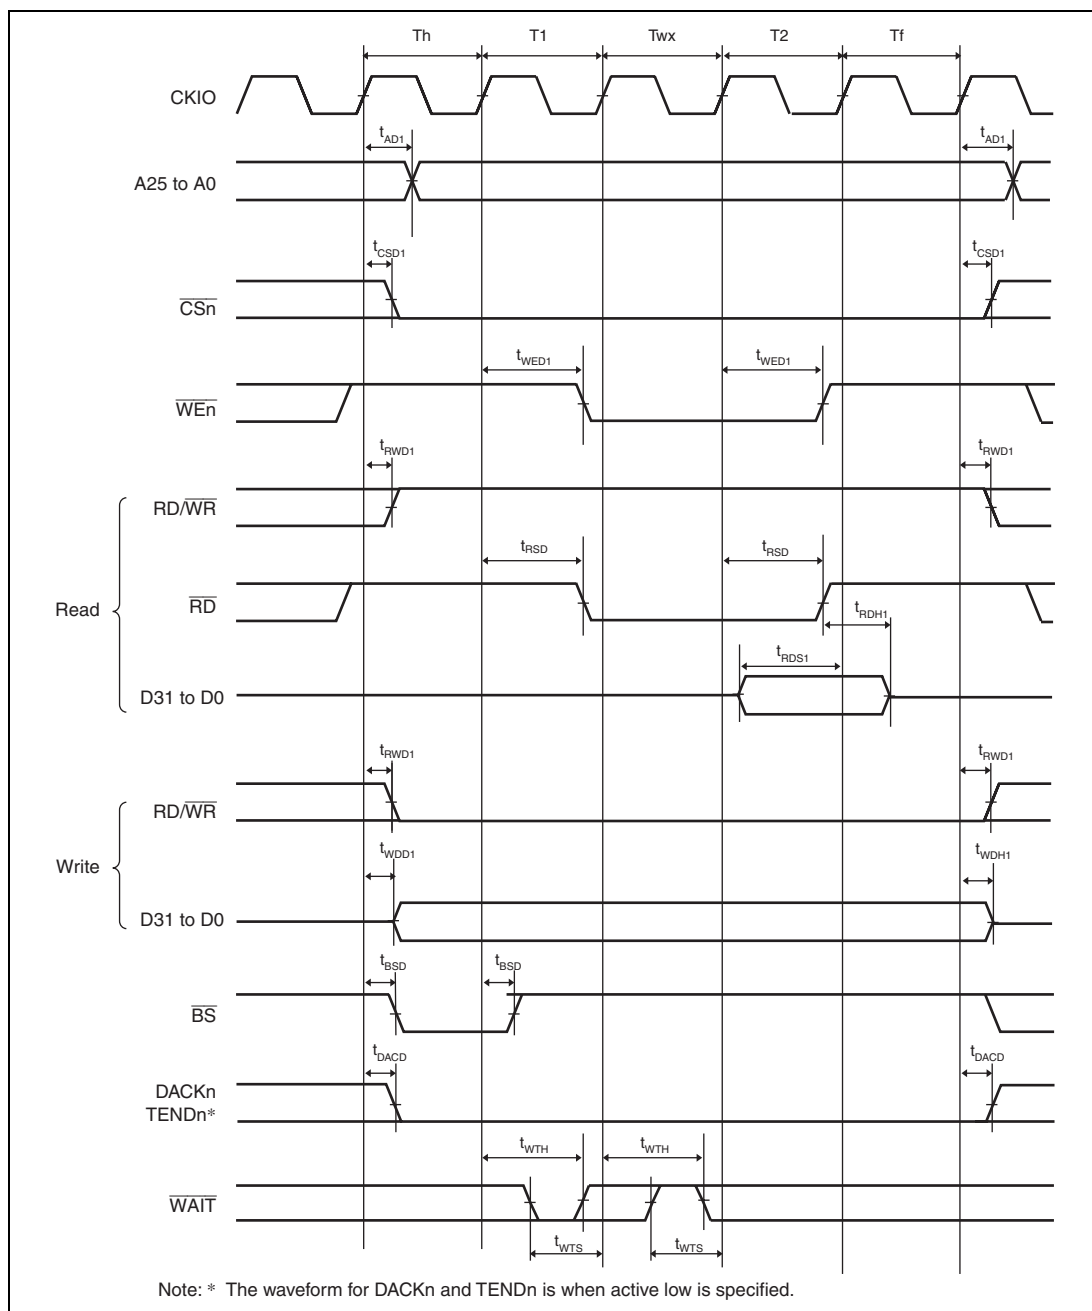 Th T1 Twx T2 Tf
CKIO
tAD1 tAD1
A25 to A0
tCSD1 tCSD1
CSn
tWED1 tWED1
WEn
tRWD1 tRWD1
RD/WR
tRSD tRSD
Read
RD
tRDH1
tRDS1
D31 to D0
tRWD1 tRWD1
RD/WR
tWDD1 tWDH1
Write
D31 to D0
tBSD tBSD
BS
tDACD tDACD
DACKn
TENDn*
tWTH tWTH
WAIT
tWTS tWTS
Note: * The waveform for DACKn and TENDn is when active low is specified.